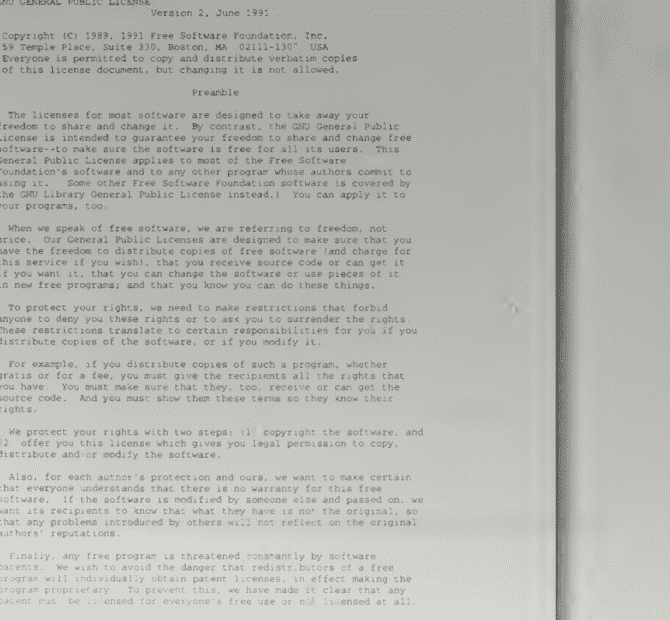 GNU GENERAL PUBLIC LICENSE
Version 2, June 1991
Copyright (C) 1989, 1991 Free Software Foundation, Inc.
59 Temple Place, Suite 330, Boston, MA 02111-130 USA
Everyone is permitted to copy and distribute verbatim copies
of this license document, but changing it is not allowed.
Preamble
The licenses for most software are designed to take away your
freedom to share and change it. By contrast, the GNU General Public
License is intended to guarantee your freedom to share and change free
software--to make sure the software is free for all its users. This
General Public License applies to most of the Free Software
Foundation's software and to any other program whose authors commit to
using it. Some other Free Software Foundation software is covered by
the GNU Library General Public License instead.) You can apply it to
your programs, too.
When we speak of free software, we are referring to freedom, not
price. Our General Public Licenses are designed to make sure that you
have the freedom to distribute copies of free software (and charge for
this service if you wish), that you receive source code or can get it
if you want it, that you can change the software or use pieces of it
in new free programs; and that you know you can do these things.
To protect your rights, we need to make restrictions that forbid
anyone to deny you these rights or to ask you to surrender the rights.
These restrictions translate to certain responsibilities for you if you
distribute copies of the software, or if you modify it.
For example, if you distribute copies of such a program, whether
gratis or for a fee, you must give the recipients all the rights that
you have. You must make sure that they, too, receive or can get the
source code. And you must show them these terms so they know their
rights.
We protect your rights with two steps: (1 copyright the software, and
(2 offer you this license which gives you legal permission to copy,
distribute and/or modify the software.
Also, for each author's protection and ours, we want to make certain
that everyone understands that there is no warranty for this free
software. If the software is modified by someone else and passed on, we
want its recipients to know that what they have is not the original, so
that any problems introduced by others will not reflect on the original
authors' reputations.
Finally, any free program is threatened constantly by software
patents. We wish to avoid the danger that redistributors of a free
program will individually obtain patent licenses, in effect making the
program proprietary To prevent this, we have made it clear that any
patent must be licensed for everyone's free use or not licensed at all.